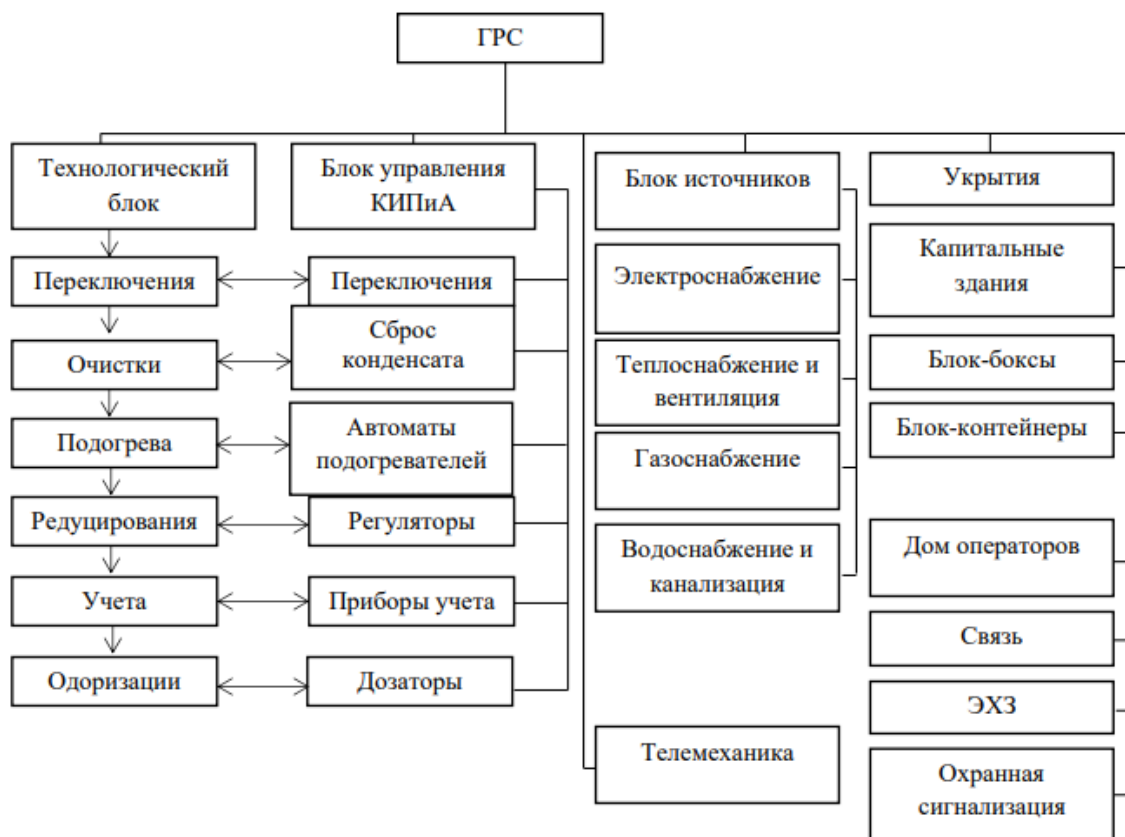 ГРС
Технологический
блок
Переключения
Очистки
Подогрева
Редуцирования
Учета
Одоризации
Блок управления
КИПиА
Переключения
Сброс
конденсата
Автоматы
подогревателей
Регуляторы
Приборы учета
Дозаторы
Блок источников
Электроснабжение
Теплоснабжение и
вентиляция
Газоснабжение
Водоснабжение и
канализация
Телемеханика
Укрытия
Капитальные
здания
Блок-боксы
Блок-контейнеры
Дом операторов
Связь
ЭХЗ
Охранная
сигнализация